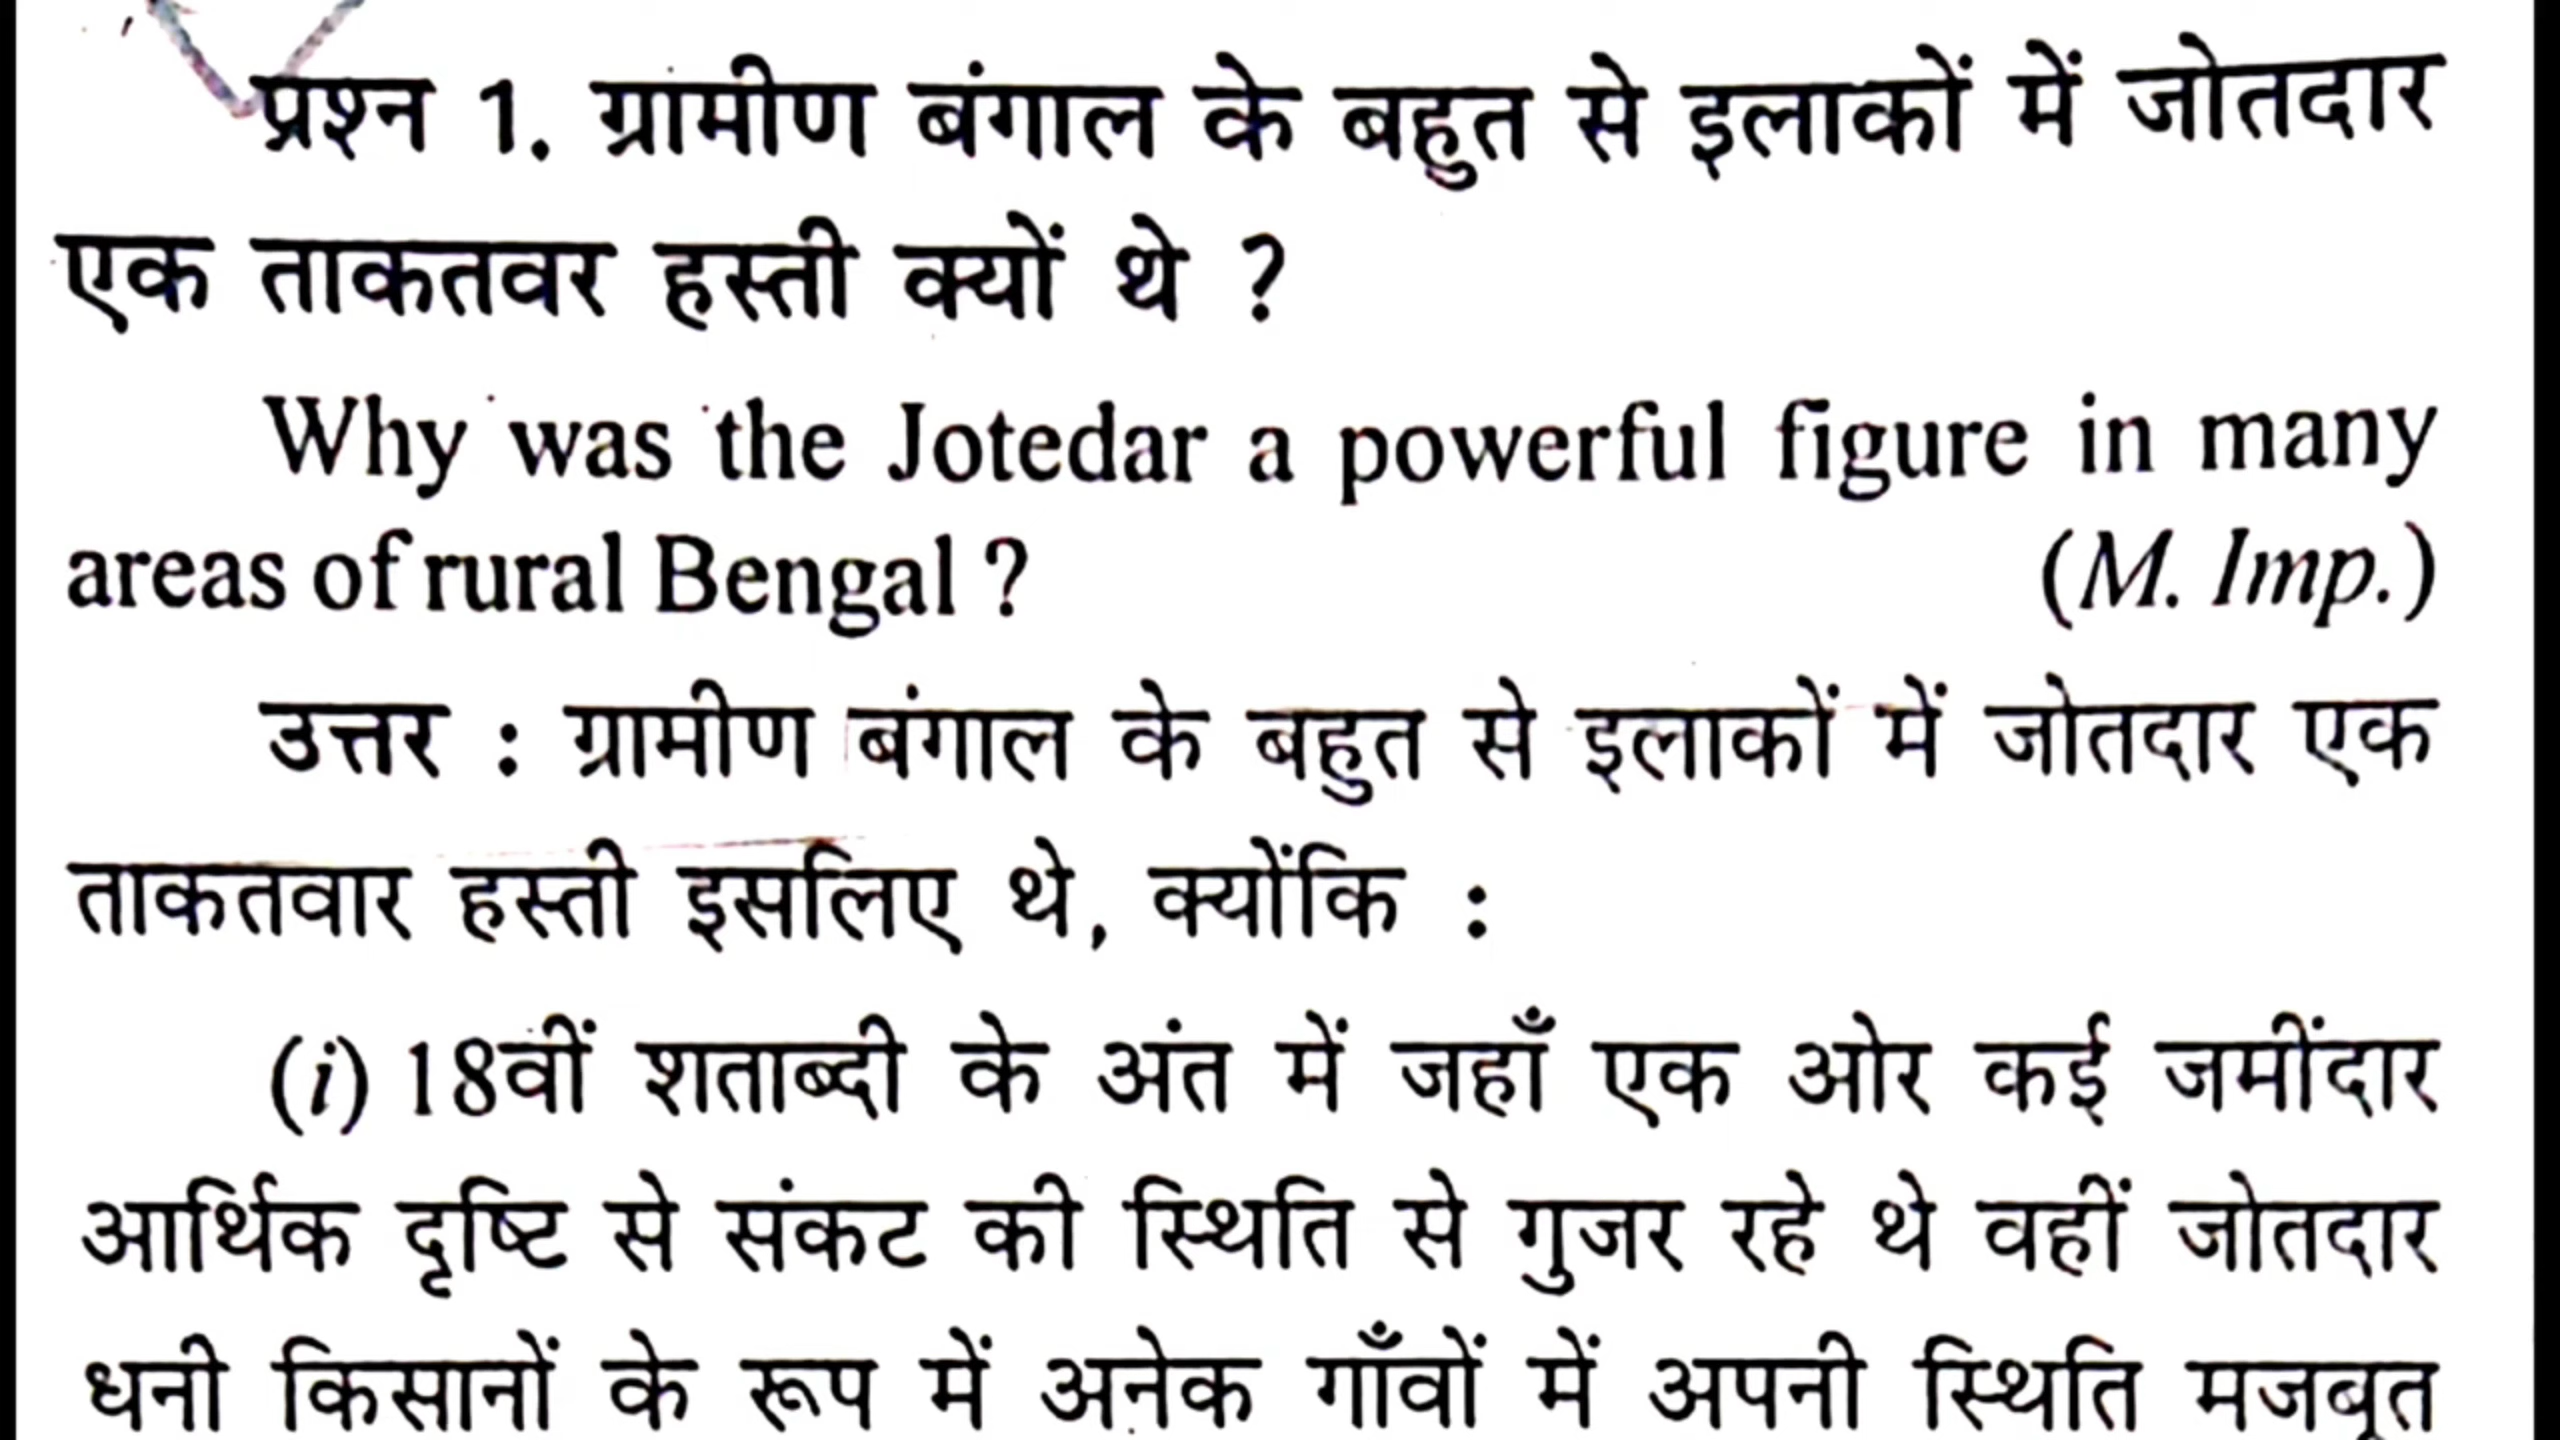 प्रश्न 1. ग्रामीण बंगाल के बहुत से इलाकों में जोतदार
एक ताकतवर हस्ती क्यों थे ?
Why was the Jotedar a powerful figure in many
areas of rural Bengal ? (M. Imp.)
उत्तर : ग्रामीण बंगाल के बहुत से इलाकों में जोतदार एक
ताकतवार हस्ती इसलिए थे, क्योंकि :
(i) 18वीं शताब्दी के अंत में जहाँ एक ओर कई जमींदार
आर्थिक दृष्टि से संकट की स्थिति से गुजर रहे थे वहीं जोतदार
धनी किसानों के रूप में अनेक गाँवों में अपनी स्थिति मजबूत